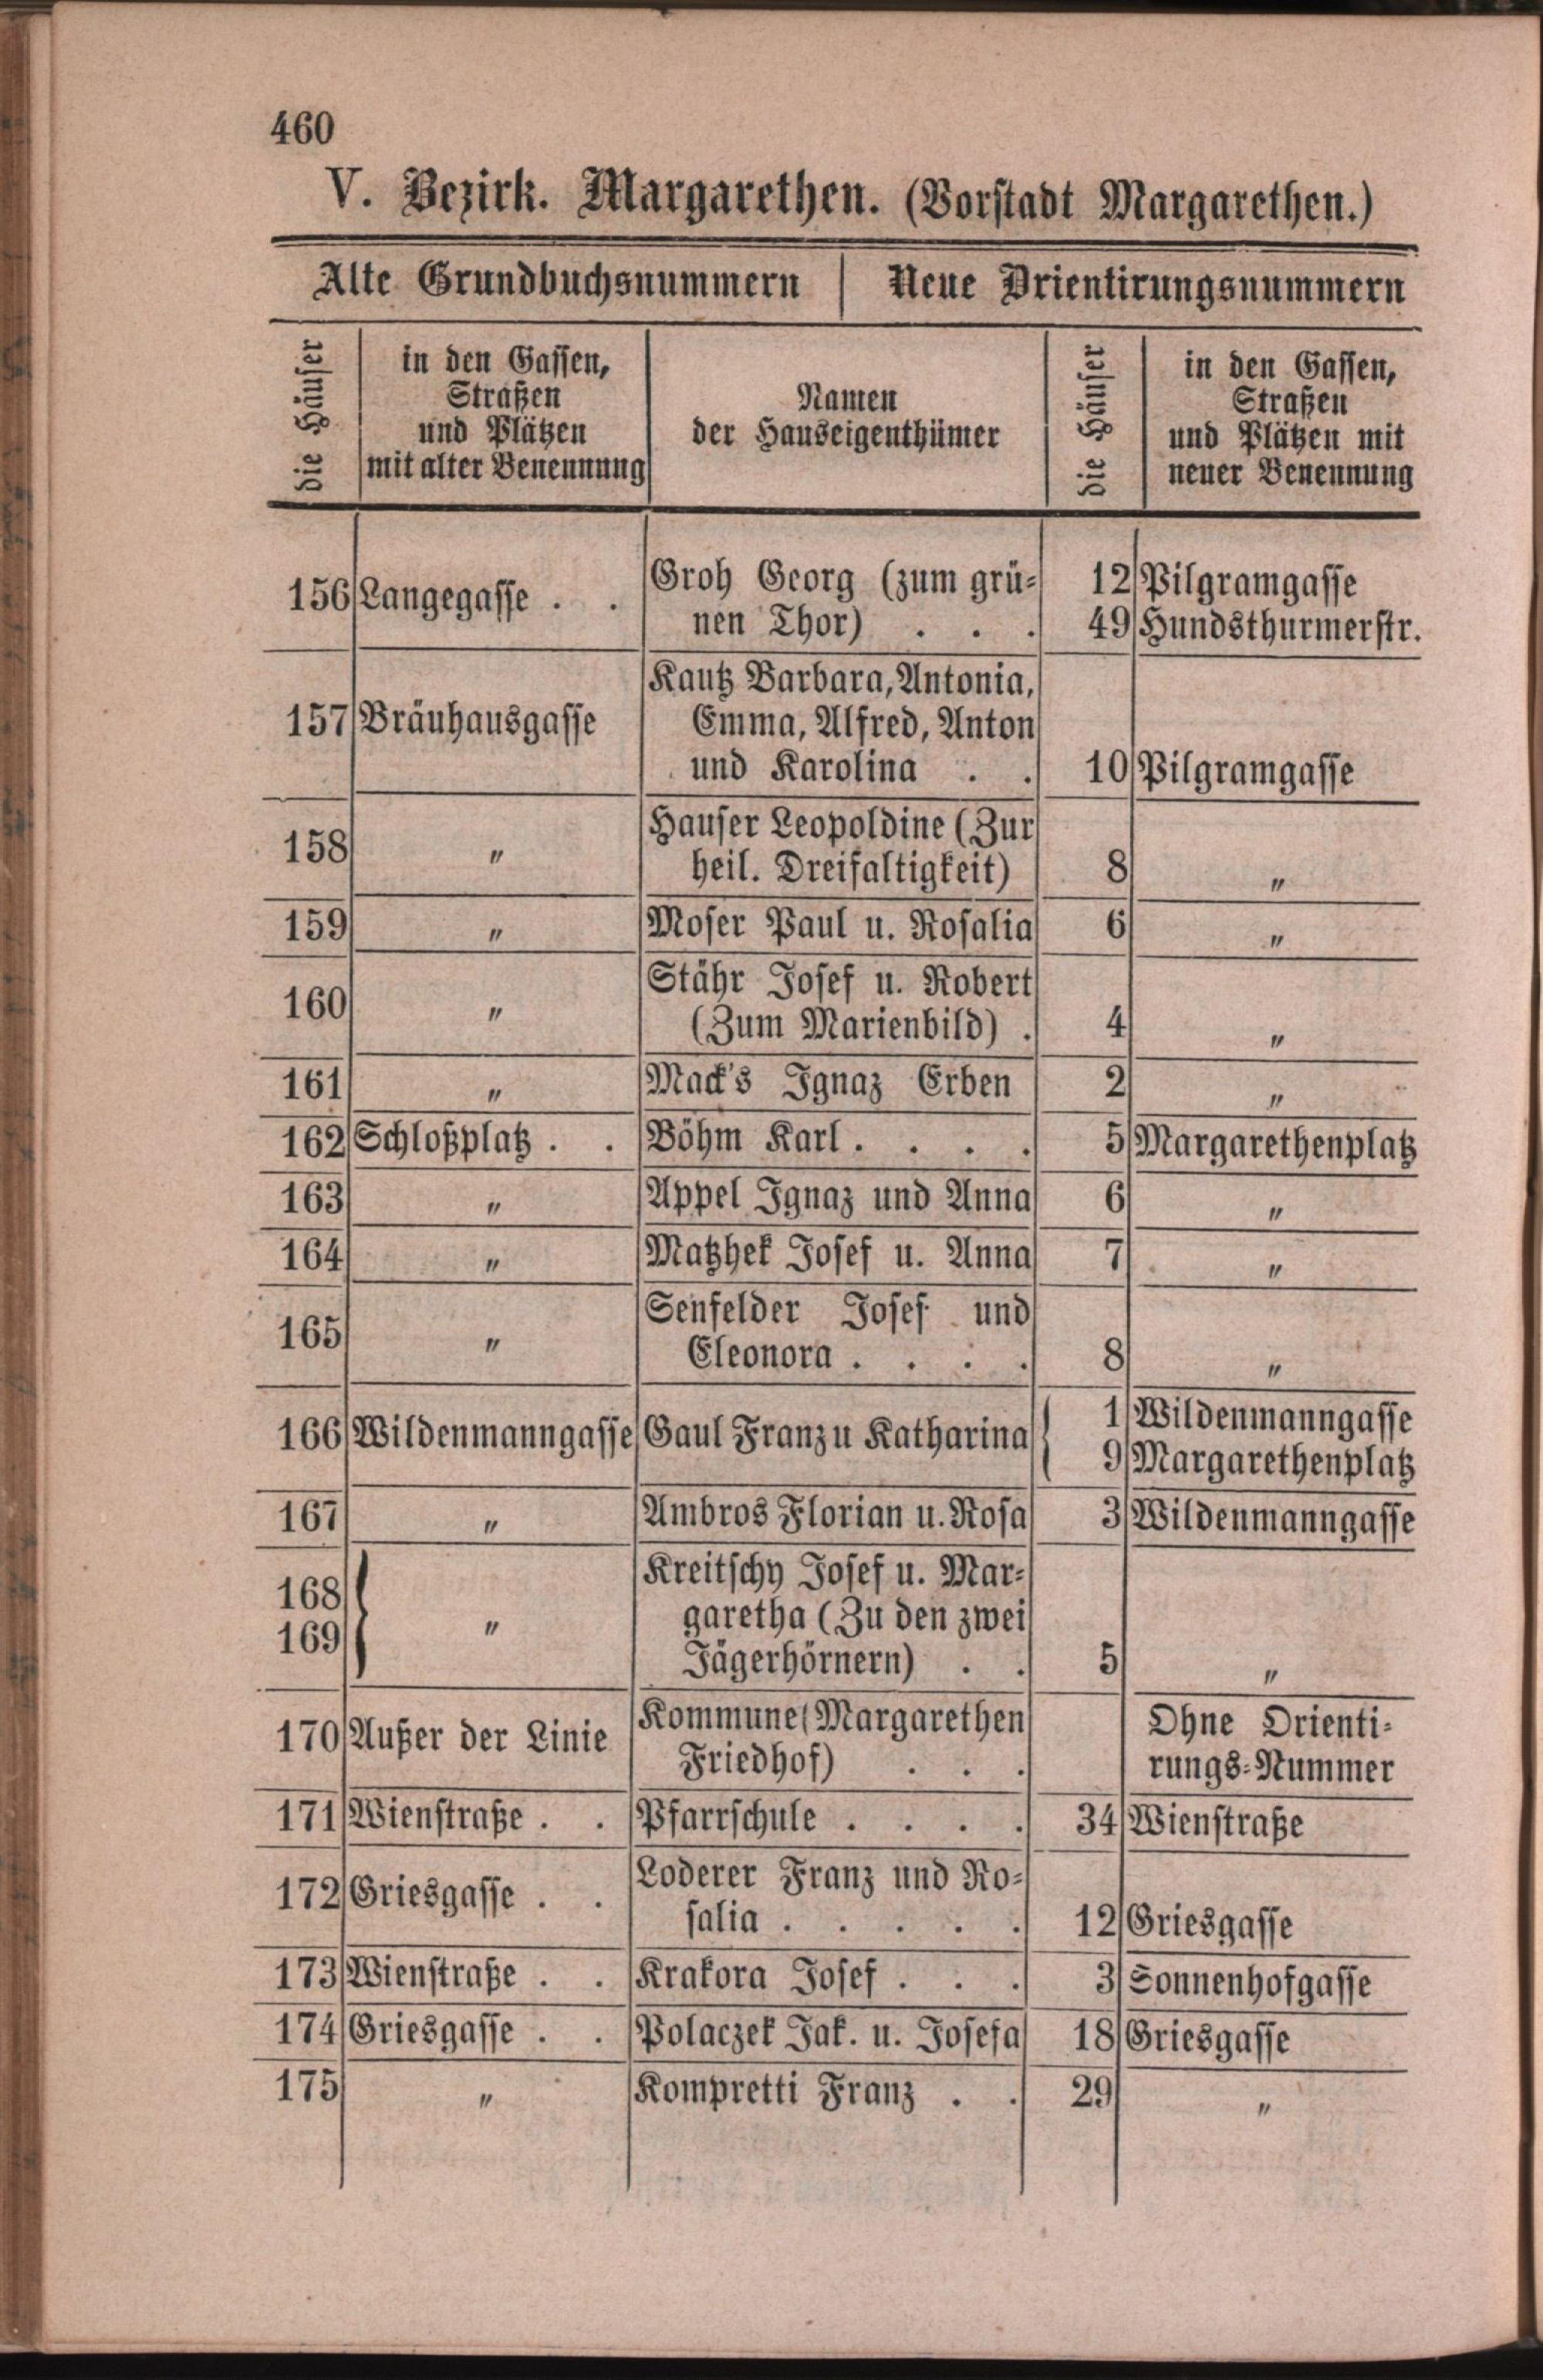 460
V. Bezirk. Margarethen. (Vorstadt Margarethen.)
Alte Grundbuchsnummern | Neue Orientirungsnummern
die Häuser
in den Gassen,
Straßen
und Plätzen
mit alter Benennung
Namen
der Hauseigenthümer
die Häuser
in den Gassen,
Straßen
und Plätzen mit
neuer Benennung
156 Langegasse . . Groh Georg (zum grü- 12 Pilgramgasse
nen Thor) . . . 49 Hundsthurmerstr.
Kautz Barbara, Antonia,
157 Bräuhausgasse Emma, Alfred, Anton
und Karolina . . 10 Pilgramgasse
Hauser Leopoldine (Zur
158 " heil. Dreifaltigkeit) 8 "
159 " Moser Paul u. Rosalia 6 "
Stähr Josef u. Robert
160 " (Zum Marienbild) . 4 "
161 " Mack's Ignaz Erben 2 "
162 Schloßplatz . . Böhm Karl . . . . 5 Margarethenplatz
163 " Appel Ignaz und Anna 6 "
164 " Matzhek Josef u. Anna 7 "
Senfelder Josef und
165 " Eleonora . . . . 8 "
166 Wildenmanngasse Gaul Franz u Katharina { 1 Wildenmanngasse
9 Margarethenplatz
167 " Ambros Florian u. Rosa 3 Wildenmanngasse
168 Kreitschy Josef u. Mar-
169 } " garetha (Zu den zwei
Jägerhörnern) . . 5 "
170 Außer der Linie Kommune (Margarethen Ohne Orienti-
Friedhof) . . . rungs-Nummer
171 Wienstraße . . Pfarrschule . . . . 34 Wienstraße
172 Griesgasse . . Loderer Franz und Ro-
salia . . . . . . 12 Griesgasse
173 Wienstraße . . Krakora Josef . . . 3 Sonnenhofgasse
174 Griesgasse . . Polaczek Jak. u. Josefa 18 Griesgasse
175 " Kompretti Franz . . 29 "